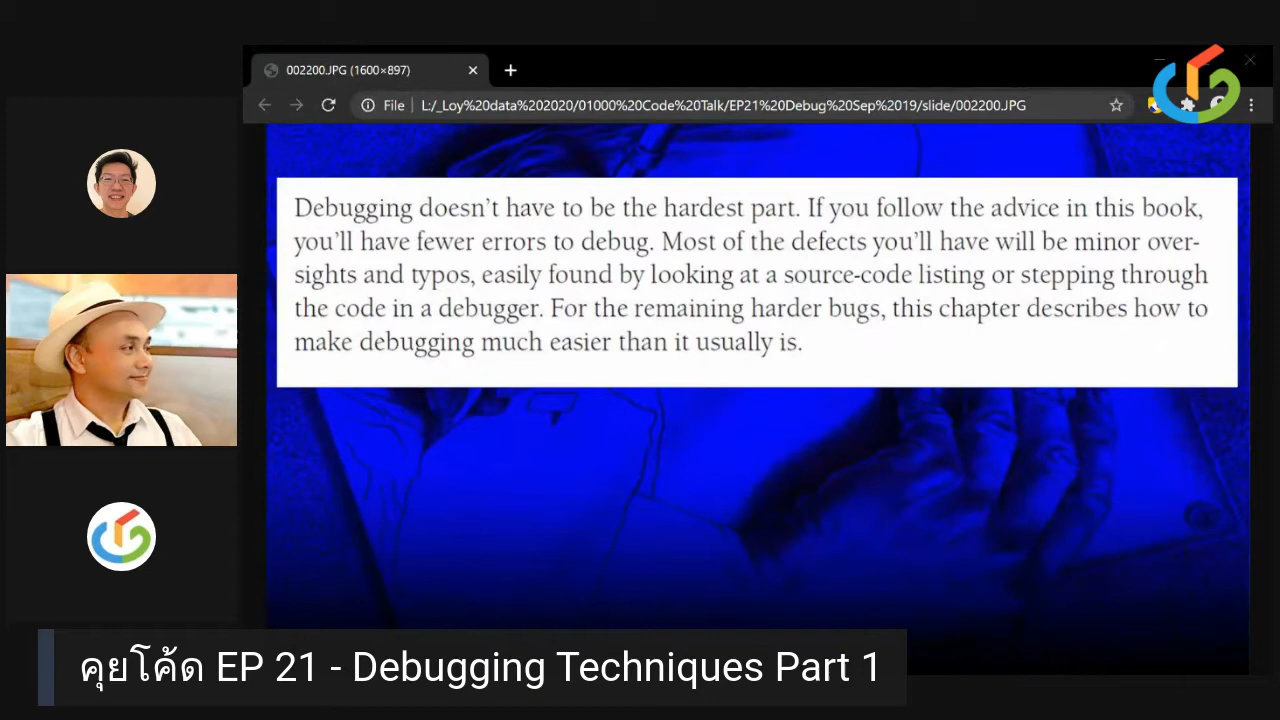 002200.JPG (1600×897)
File
L:/_Loy%20data%202020/01000%20Code%20Talk/EP21%20Debug%20Sep%2019/slide/002200.JPG
Debugging doesn’t have to be the hardest part. If you follow the advice in this book,
you’ll have fewer errors to debug. Most of the defects you’ll have will be minor over-
sights and typos, easily found by looking at a source-code listing or stepping through
the code in a debugger. For the remaining harder bugs, this chapter describes how to
make debugging much easier than it usually is.
คุยโค้ด EP 21 - Debugging Techniques Part 1